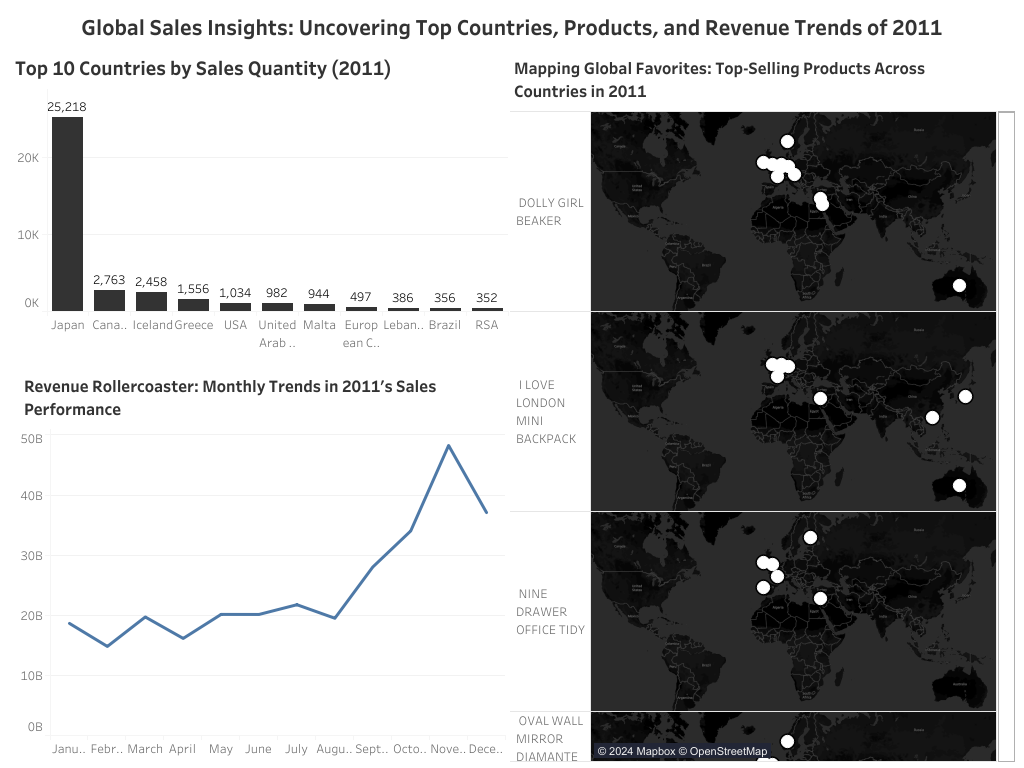 Global Sales Insights: Uncovering Top Countries, Products, and Revenue Trends of 2011
Top 10 Countries by Sales Quantity (2011)
25,218
20K
10K
0K
2,763
2,458
1,556
1,034
982
944
497
386
356
352
Japan
Cana..
Iceland
Greece
USA
United
Arab ..
Malta
Europ
ean C..
Leban..
Brazil
RSA
Revenue Rollercoaster: Monthly Trends in 2011's Sales
Performance
50B
40B
30B
20B
10B
0B
Janu..
Febr..
March
April
May
June
July
Augu..
Sept..
Octo..
Nove..
Dece..
Mapping Global Favorites: Top-Selling Products Across
Countries in 2011
DOLLY GIRL
BEAKER
I LOVE
LONDON
MINI
BACKPACK
NINE
DRAWER
OFFICE TIDY
OVAL WALL
MIRROR
DIAMANTE
© 2024 Mapbox © OpenStreetMap